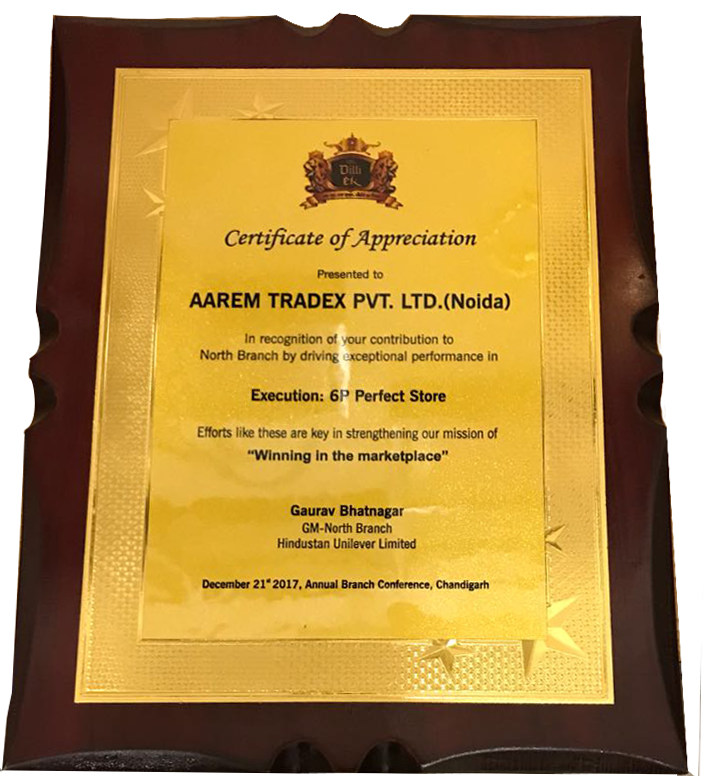 Dilli
Ek
Certificate of Appreciation
Presented to
AAREM TRADEX PVT. LTD.(Noida)
In recognition of your contribution to
North Branch by driving exceptional performance in
Execution: 6P Perfect Store
Efforts like these are key in strengthening our mission of
“Winning in the marketplace”
Gaurav Bhatnagar
GM-North Branch
Hindustan Unilever Limited
December 21st 2017, Annual Branch Conference, Chandigarh